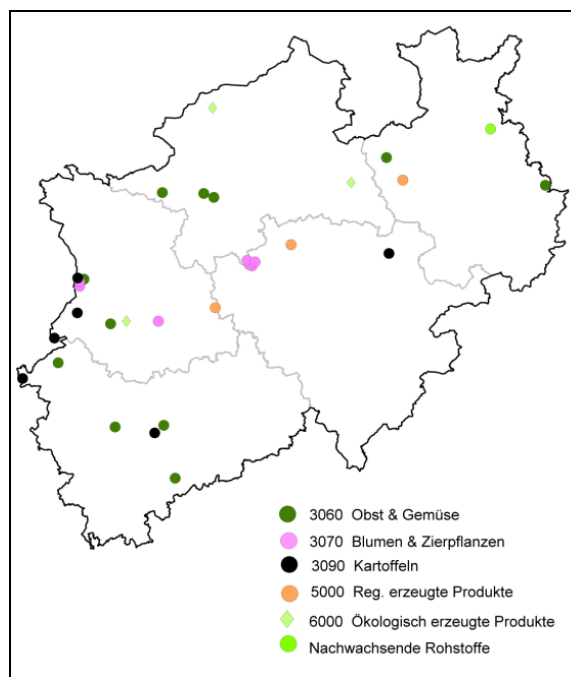 3060 Obst & Gemüse
3070 Blumen & Zierpflanzen
3090 Kartoffeln
5000 Reg. erzeugte Produkte
6000 Ökologisch erzeugte Produkte
Nachwachsende Rohstoffe